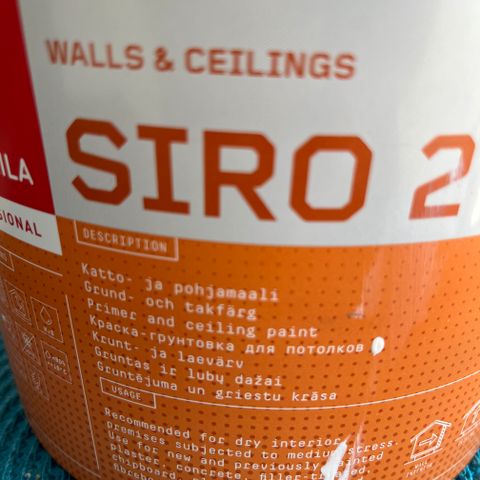 WALLS & CEILINGS
SIRO 2
ILA
SIONAL
DESCRIPTION
Katto- ja pohjamaali
Grund- och takfärg
Primer and ceiling paint
Краска-грунтовка для потолков
Krunt- ja laevärv
Gruntas ir lubų dažai
Gruntējuma un griestu krāsa
USAGE
Recommended for dry interior
premises subjected to medium stress.
Use for new and previously painted
plaster, concrete, filler-treated,
chipboard,